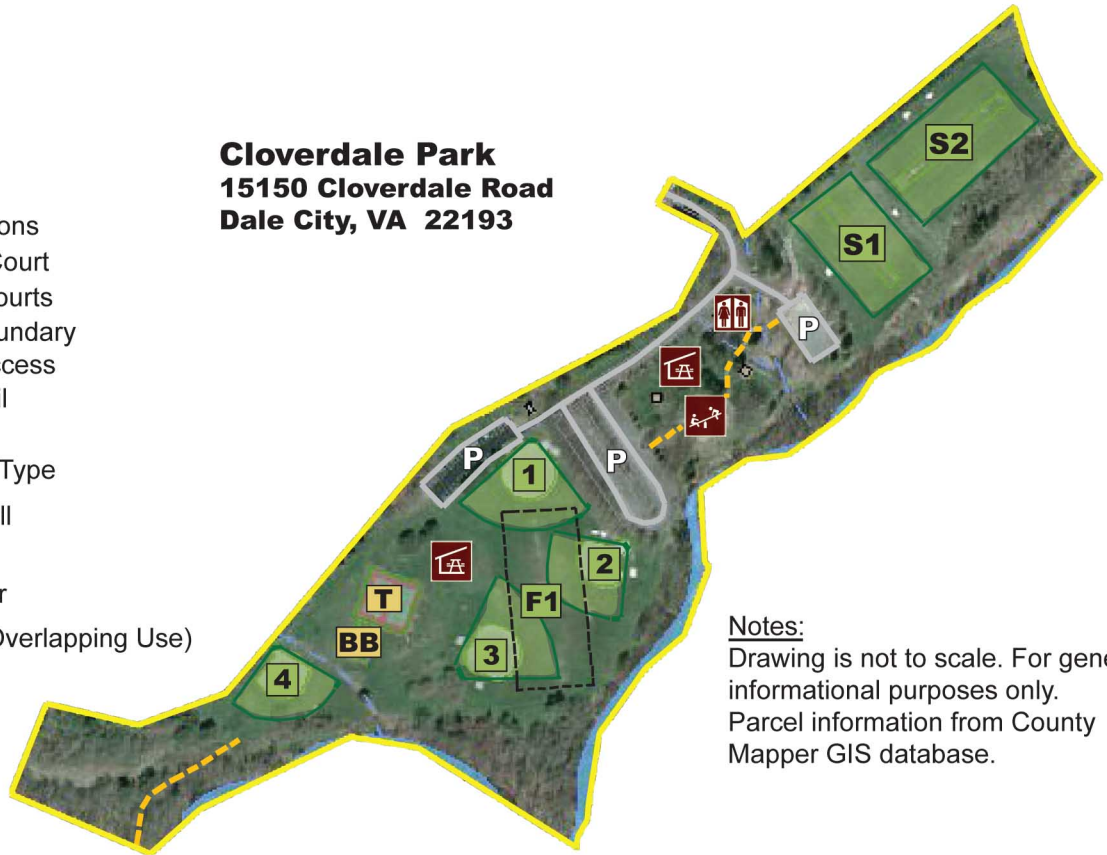 Cloverdale Park
15150 Cloverdale Road
Dale City, VA 22193
ons
Court
ourts
undary
ccess
il
Type
ll
r
Overlapping Use)
S2
S1
P
P
P
1
2
F1
T
BB
3
4
Notes:
Drawing is not to scale. For gene
informational purposes only.
Parcel information from County
Mapper GIS database.